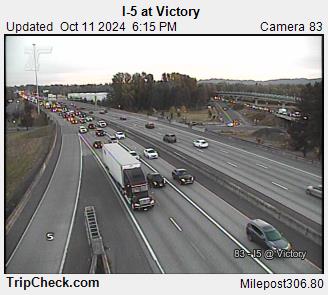 I-5 at Victory
Updated Oct 11 2024 6:15 PM Camera 83
S
83 - I5 @ Victory
TripCheck.com Milepost306.80